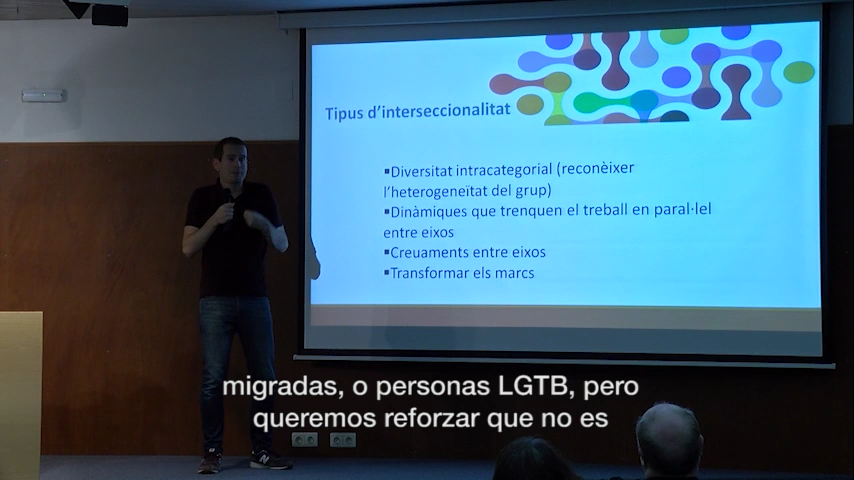 Tipus d'interseccionalitat
▪Diversitat intracategorial (reconèixer
l'heterogeneïtat del grup)
▪Dinàmiques que trenquen el treball en paral·lel
entre eixos
▪Creuaments entre eixos
▪Transformar els marcs
migradas, o personas LGTB, pero
queremos reforzar que no es